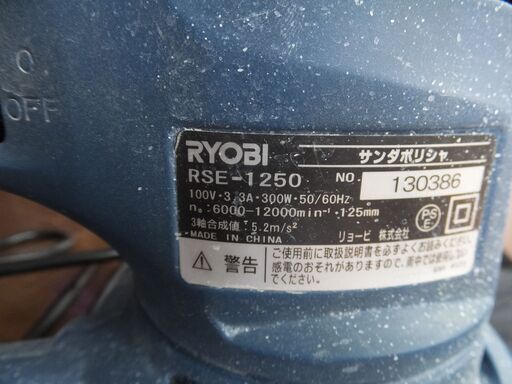 O
OFF
RYOBI サンダポリシャ
RSE-1250 NO. 130386
100V・3.3A・300W・50/60Hz
n₀:6000-12000min⁻¹・125mm
3軸合成値:5.2m/s²
MADE IN CHINA リョービ 株式会社
PS
E
警告
ご使用前に取扱説明書を必ずよくお読みください。
感電のおそれがありますので、雨中では使用しない
でください。